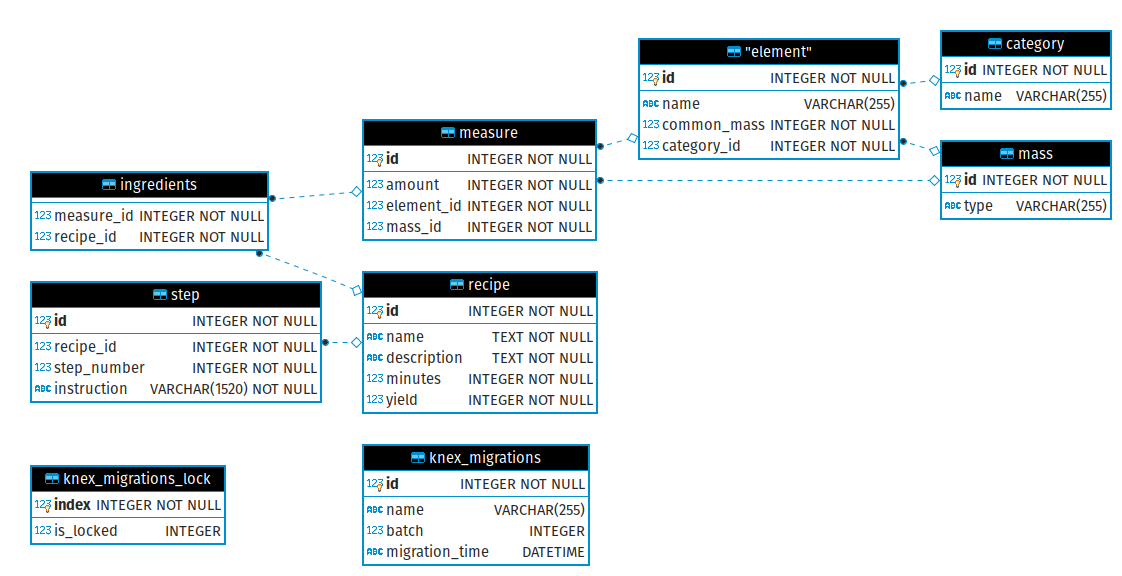 "element"
123 id INTEGER NOT NULL
ABC name VARCHAR(255)
123 common_mass INTEGER NOT NULL
123 category_id INTEGER NOT NULL
category
123 id INTEGER NOT NULL
ABC name VARCHAR(255)
mass
123 id INTEGER NOT NULL
ABC type VARCHAR(255)
measure
123 id INTEGER NOT NULL
123 amount INTEGER NOT NULL
123 element_id INTEGER NOT NULL
123 mass_id INTEGER NOT NULL
ingredients
123 measure_id INTEGER NOT NULL
123 recipe_id INTEGER NOT NULL
step
123 id INTEGER NOT NULL
123 recipe_id INTEGER NOT NULL
123 step_number INTEGER NOT NULL
ABC instruction VARCHAR(1520) NOT NULL
recipe
123 id INTEGER NOT NULL
ABC name TEXT NOT NULL
ABC description TEXT NOT NULL
123 minutes INTEGER NOT NULL
123 yield INTEGER NOT NULL
knex_migrations_lock
123 index INTEGER NOT NULL
123 is_locked INTEGER
knex_migrations
123 id INTEGER NOT NULL
ABC name VARCHAR(255)
123 batch INTEGER
ABC migration_time DATETIME